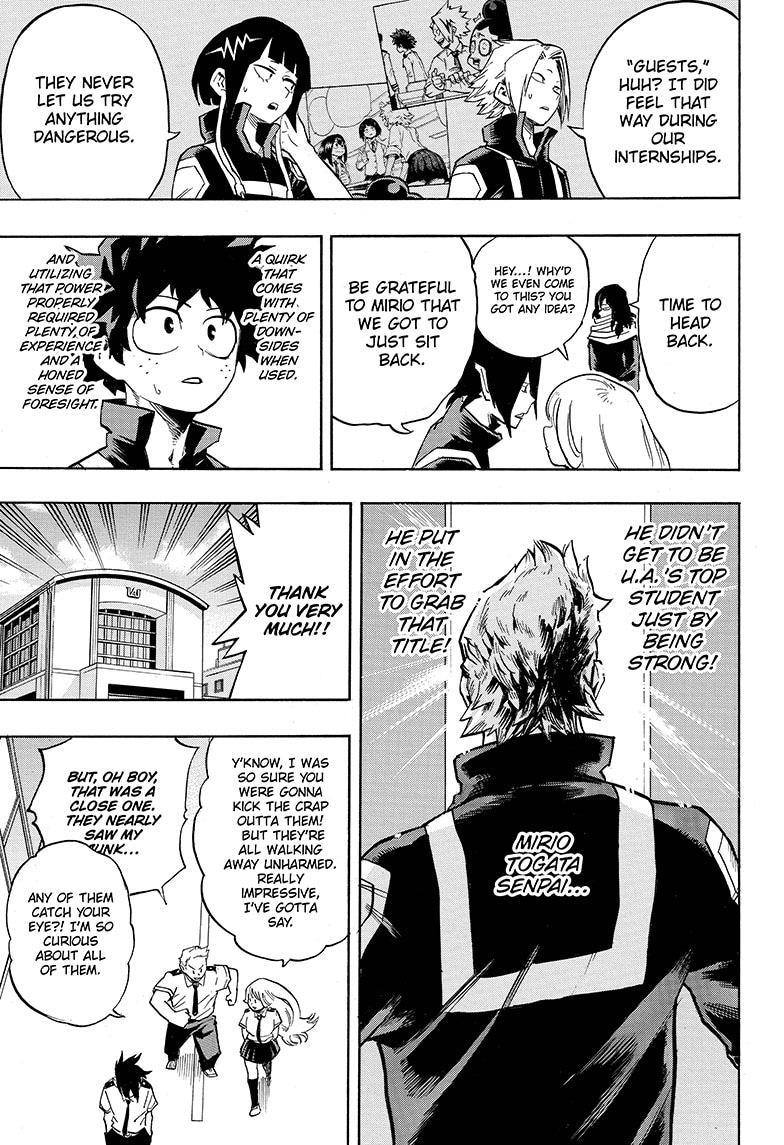 "GUESTS,"
HUH? IT DID
FEEL THAT
WAY DURING
OUR
INTERNSHIPS.
THEY NEVER
LET US TRY
ANYTHING
DANGEROUS.
TIME TO
HEAD
BACK.
HEY...! WHY'D
WE EVEN COME
TO THIS? YOU
GOT ANY IDEA?
BE GRATEFUL
TO MIRIO THAT
WE GOT TO
JUST SIT
BACK.
A QUIRK
THAT
COMES
WITH
PLENTY OF
DOWN-
SIDES
WHEN
USED.
AND
UTILIZING
THAT POWER
PROPERLY
REQUIRED
PLENTY OF
EXPERIENCE
AND A
HONED
SENSE OF
FORESIGHT.
HE DIDN'T
GET TO BE
U.A.'S TOP
STUDENT
JUST BY
BEING
STRONG!
HE PUT
IN THE
EFFORT
TO GRAB
THAT
TITLE!
MIRIO
TOGATA
SENPAI...
THANK
YOU VERY
MUCH!!
Y'KNOW, I WAS
SO SURE YOU
WERE GONNA
KICK THE CRAP
OUTTA THEM!
BUT THEY'RE
ALL WALKING
AWAY UNHARMED.
REALLY
IMPRESSIVE,
I'VE GOTTA
SAY.
BUT, OH BOY,
THAT WAS A
CLOSE ONE.
THEY NEARLY
SAW MY
ANY OF THEM
CATCH YOUR
EYE?! I'M SO
CURIOUS
ABOUT ALL
OF THEM.